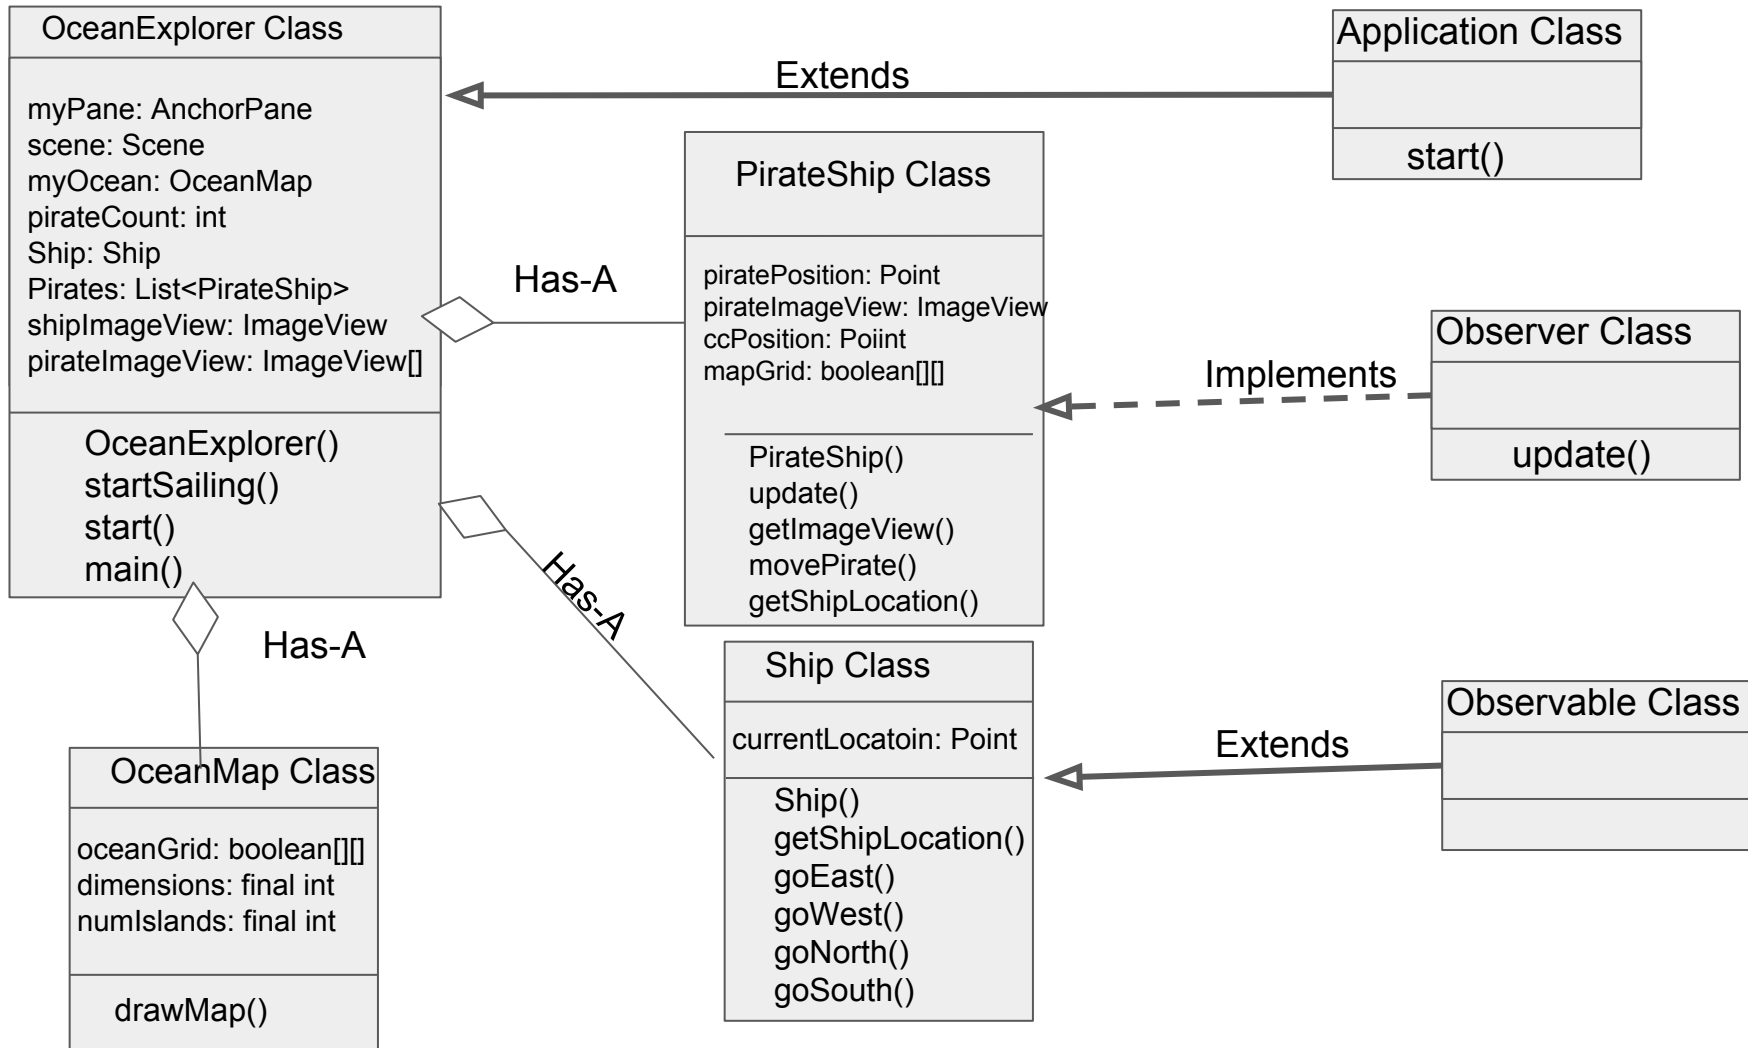 OceanExplorer Class
myPane: AnchorPane
scene: Scene
myOcean: OceanMap
pirateCount: int
Ship: Ship
Pirates: List<PirateShip>
shipImageView: ImageView
pirateImageView: ImageView[]
OceanExplorer()
startSailing()
start()
main()
Extends
Application Class
start()
Has-A
PirateShip Class
piratePosition: Point
pirateImageView: ImageView
ccPosition: Poiint
mapGrid: boolean[][]
PirateShip()
update()
getImageView()
movePirate()
getShipLocation()
Implements
Observer Class
update()
Has-A
Has-A
OceanMap Class
oceanGrid: boolean[][]
dimensions: final int
numIslands: final int
drawMap()
Ship Class
currentLocatoin: Point
Ship()
getShipLocation()
goEast()
goWest()
goNorth()
goSouth()
Extends
Observable Class